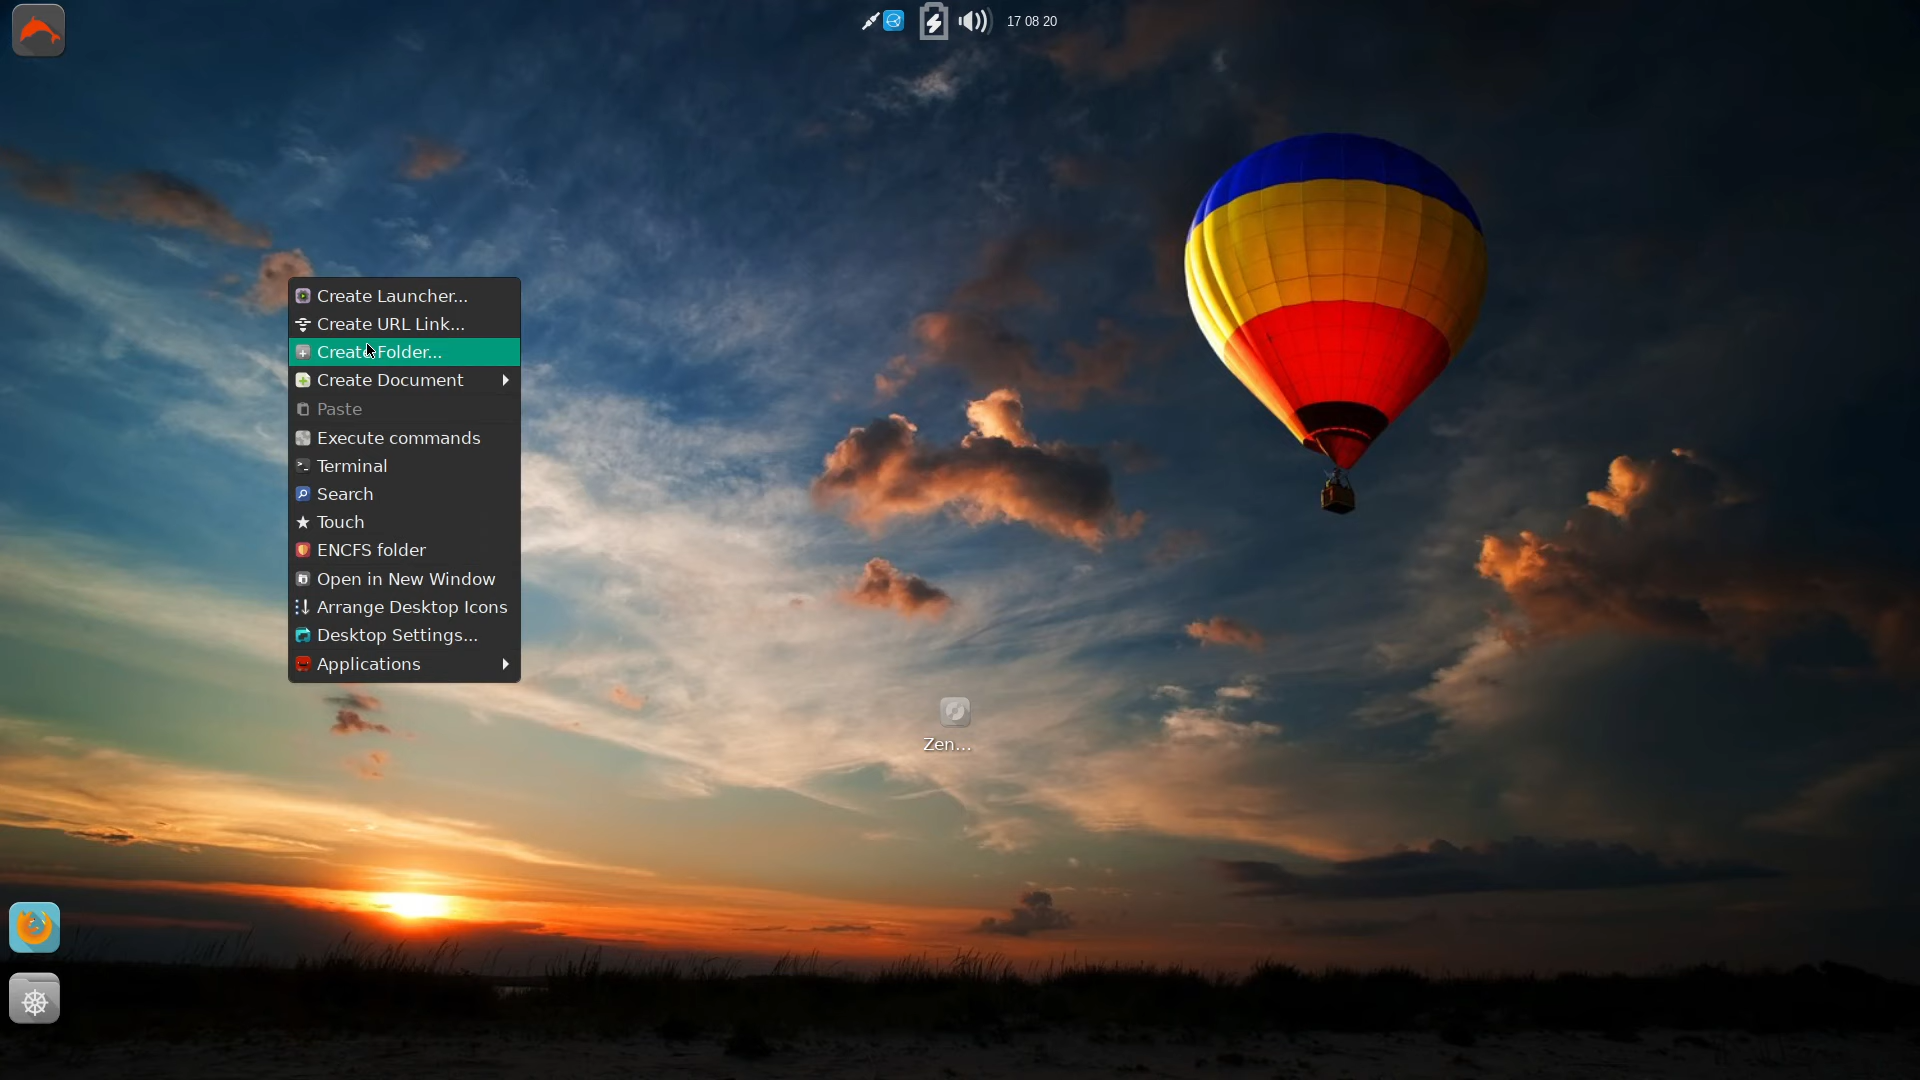 17 08 20
Create Launcher...
Create URL Link...
Create Folder...
Create Document
Paste
Execute commands
Terminal
Search
Touch
ENCFS folder
Open in New Window
Arrange Desktop Icons
Desktop Settings...
Applications
Zen...